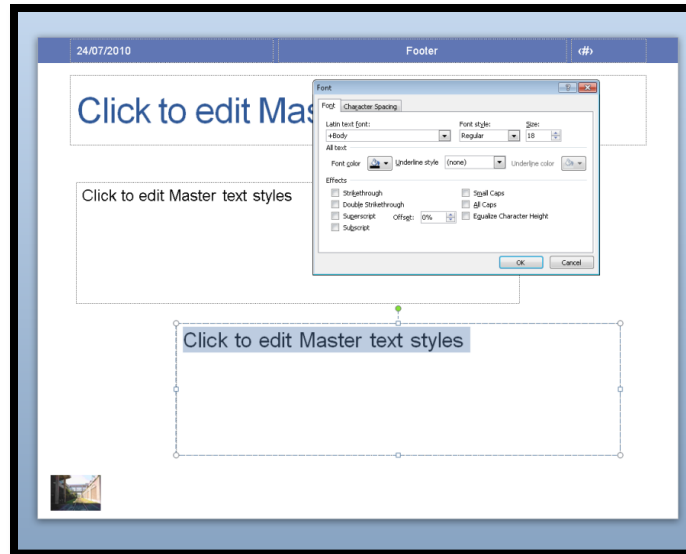 24/07/2010 Footer ‹#›
Click to edit Mas
Font
Font Character Spacing
Latin text font: Font style: Size:
+Body Regular 18
All text
Font color Underline style (none) Underline color
Effects
Strikethrough Small Caps
Double Strikethrough All Caps
Superscript Offset: 0% Equalize Character Height
Subscript
OK Cancel
Click to edit Master text styles
Click to edit Master text styles